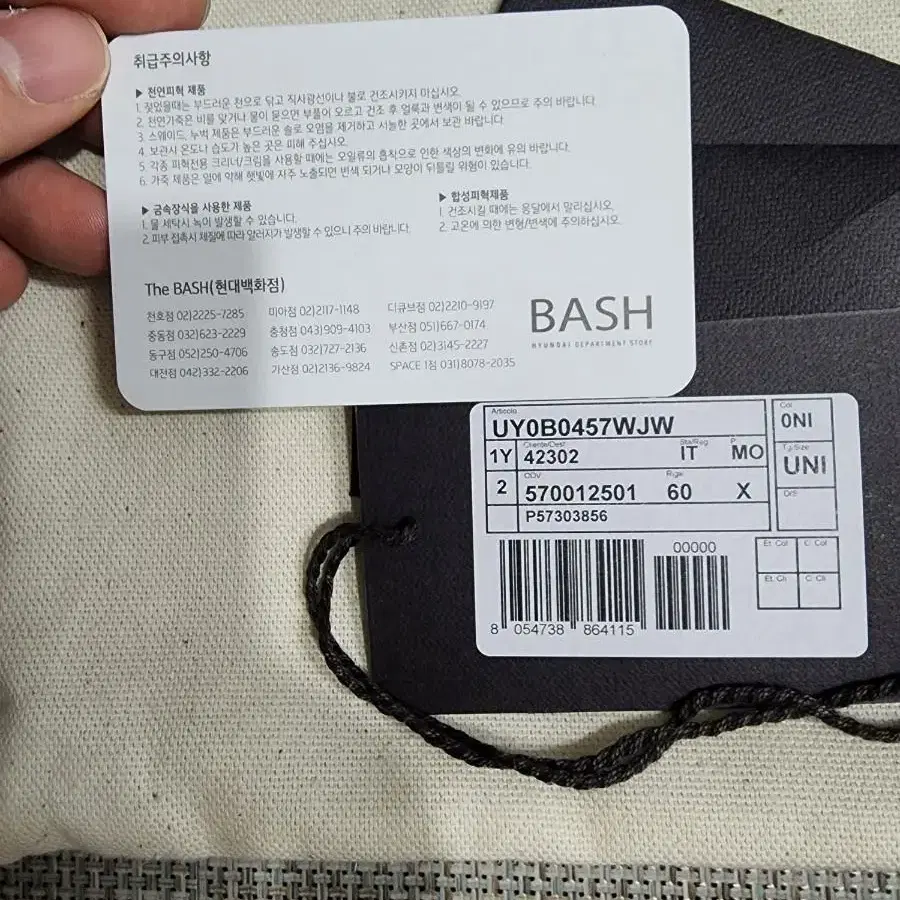 취급주의사항
▶ 천연피혁 제품
1. 젖었을때는 부드러운 천으로 닦고 직사광선이나 불로 건조시키지 마십시오.
2. 천연가죽은 비를 맞거나 물이 묻으면 부풀어 오르고 건조 후 얼룩과 변색이 될 수 있으므로 주의 바랍니다.
3. 스웨이드, 누벅 제품은 부드러운 솔로 오염을 제거하고 서늘한 곳에서 보관 바랍니다.
4. 보관시 온도나 습도가 높은 곳은 피해 주십시오.
5. 각종 피혁전용 크리너/크림을 사용할 때에는 오일류의 흡착으로 인한 색상의 변화에 유의 바랍니다.
6. 가죽 제품은 열에 약해 햇빛에 자주 노출되면 변색 되거나 모양이 뒤틀릴 위험이 있습니다.
▶ 금속장식을 사용한 제품
1. 물 세탁시 녹이 발생할 수 있습니다.
2. 피부 접촉시 체질에 따라 알러지가 발생할 수 있으니 주의 바랍니다.
▶ 합성피혁제품
1. 건조시킬 때에는 응달에서 말리십시오.
2. 고온에 의한 변형/변색에 주의하십시오.
The BASH(현대백화점)
천호점 02)2225-7285 미아점 02)2117-1148 디큐브점 02)2210-9197
중동점 032)623-2229 충청점 043)909-4103 부산점 051)667-0174
동구점 052)250-4706 송도점 032)727-2136 신촌점 02)3145-2227
대전점 042)332-2206 가산점 02)2136-9824 SPACE 1점 031)8078-2035
BASH
HYUNDAI DEPARTMENT STORY
Articolo
UY0B0457WJW
Col
0NI
1Y
Cliente/Dest
42302
Sta/Rag
IT
P
MO
T.j.Size
UNI
2
ODV
570012501
Riga
60
X
P57303856
00000
Et. Col C. Col
Et. Cli C. Cli
8 054738 864115